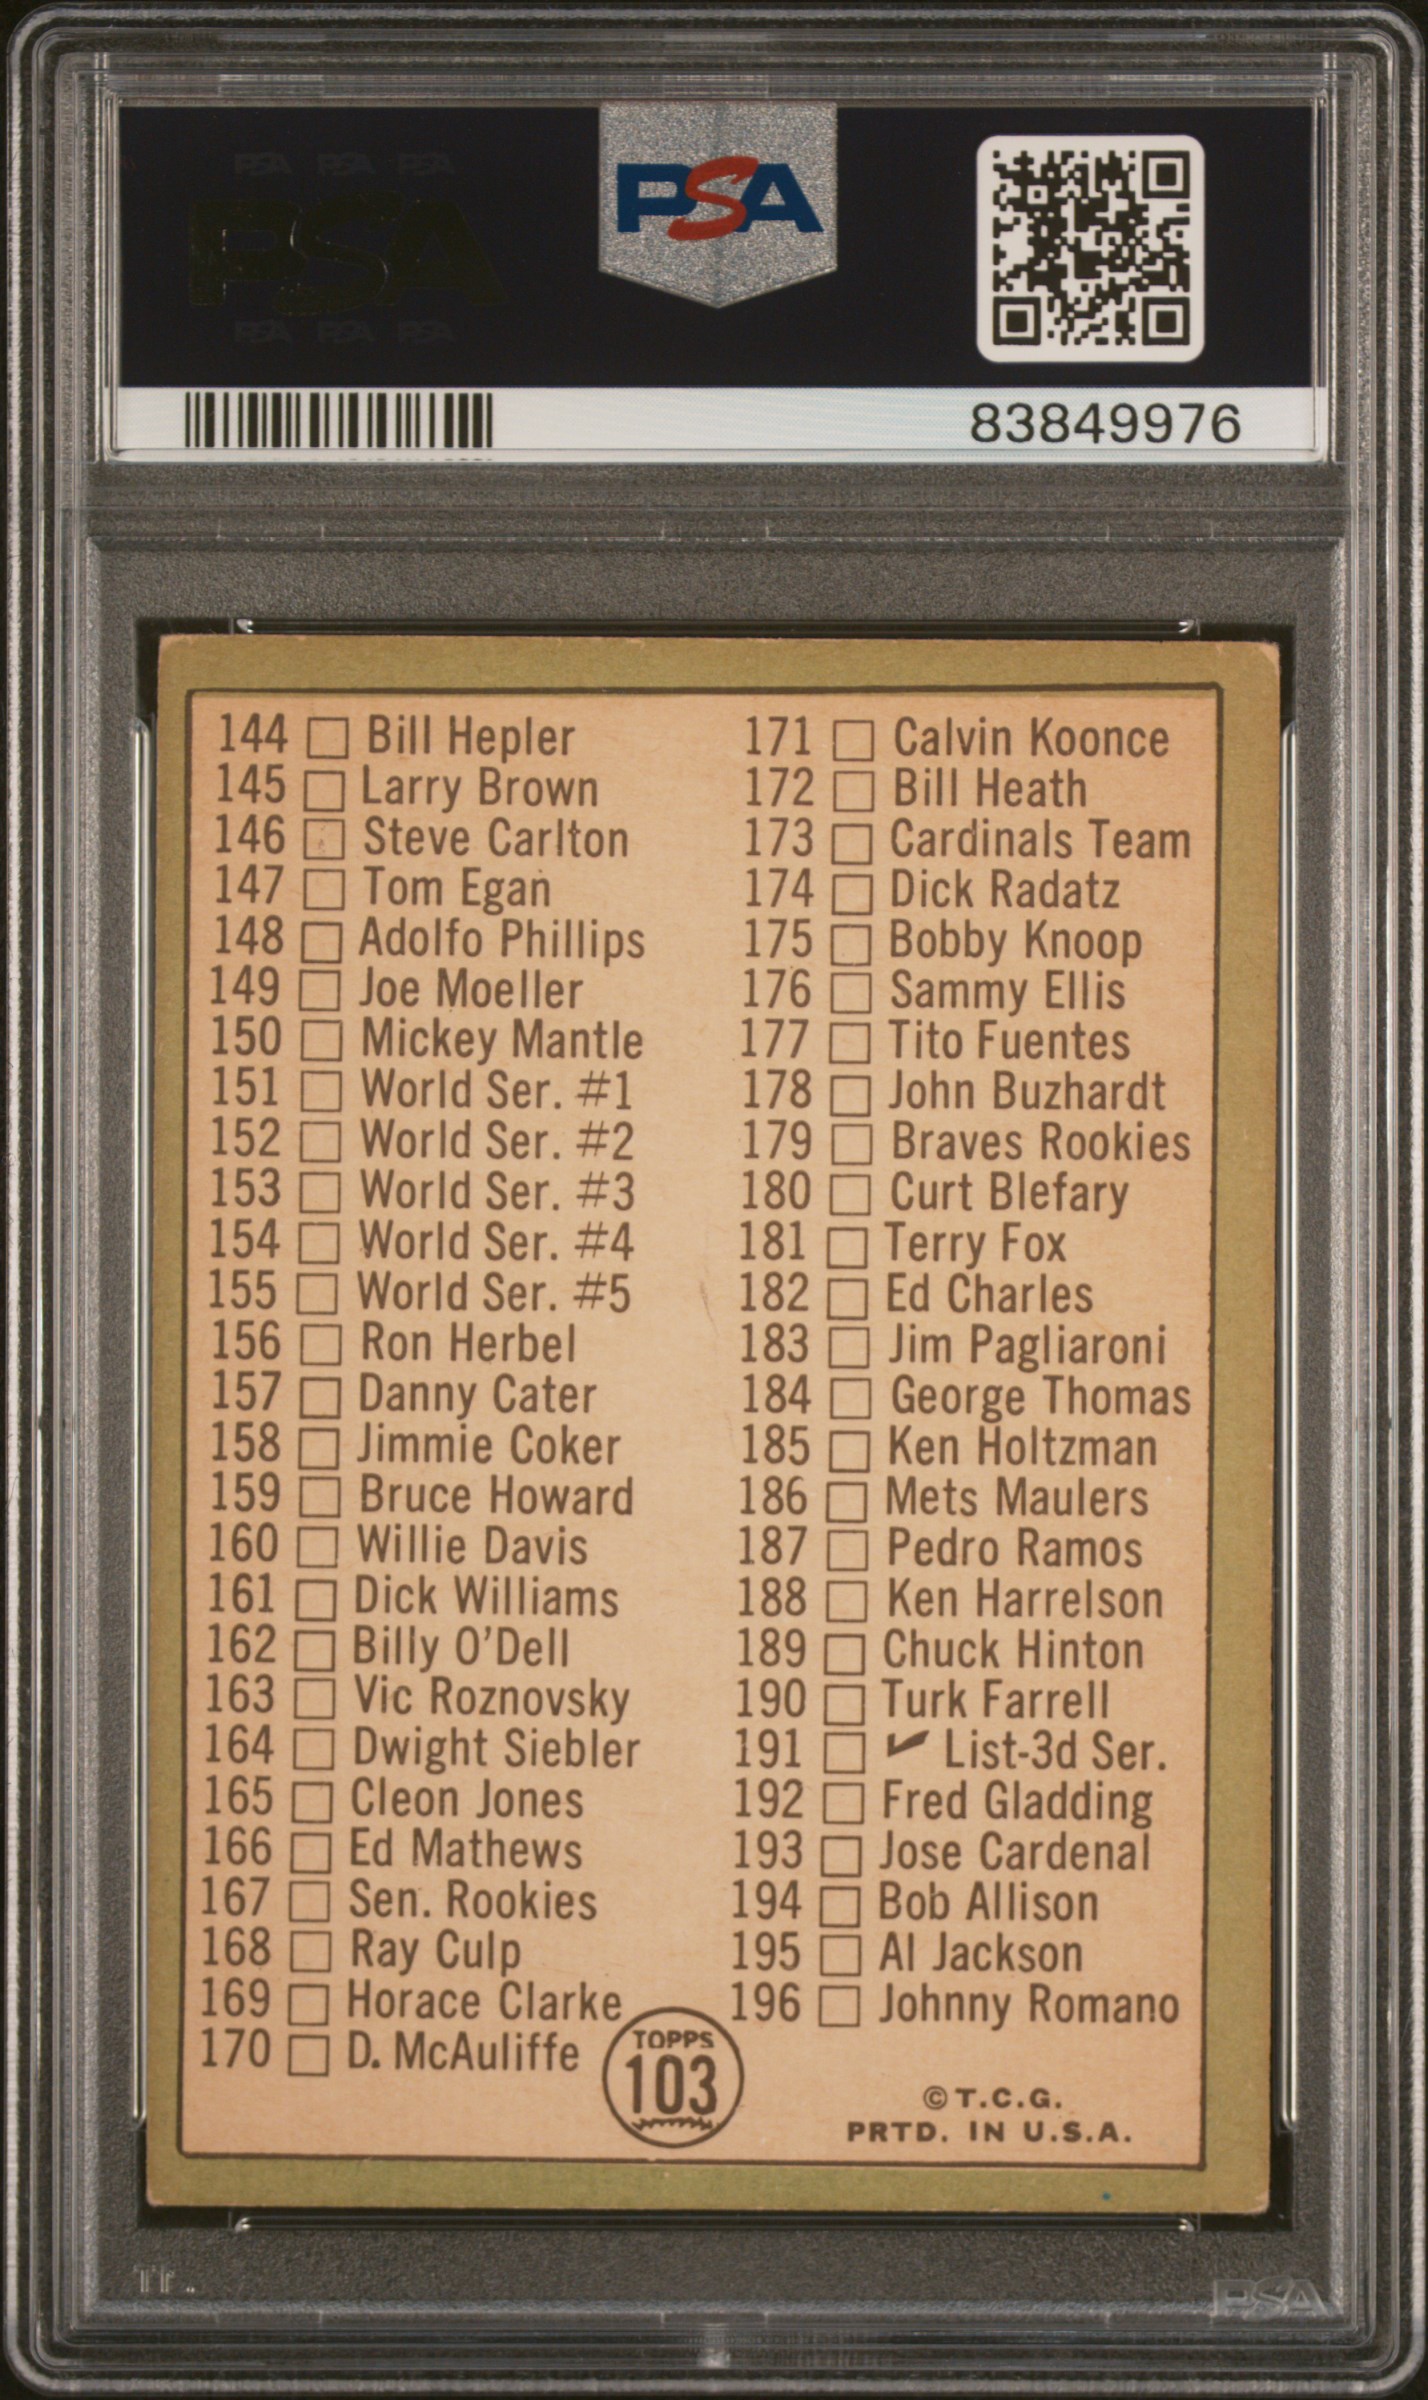 PSA PSA PSA
PSA
PSA PSA PSA
PSA
83849976
144 Bill Hepler
145 Larry Brown
146 Steve Carlton
147 Tom Egan
148 Adolfo Phillips
149 Joe Moeller
150 Mickey Mantle
151 World Ser. #1
152 World Ser. #2
153 World Ser. #3
154 World Ser. #4
155 World Ser. #5
156 Ron Herbel
157 Danny Cater
158 Jimmie Coker
159 Bruce Howard
160 Willie Davis
161 Dick Williams
162 Billy O'Dell
163 Vic Roznovsky
164 Dwight Siebler
165 Cleon Jones
166 Ed Mathews
167 Sen. Rookies
168 Ray Culp
169 Horace Clarke
170 D. McAuliffe
171 Calvin Koonce
172 Bill Heath
173 Cardinals Team
174 Dick Radatz
175 Bobby Knoop
176 Sammy Ellis
177 Tito Fuentes
178 John Buzhardt
179 Braves Rookies
180 Curt Blefary
181 Terry Fox
182 Ed Charles
183 Jim Pagliaroni
184 George Thomas
185 Ken Holtzman
186 Mets Maulers
187 Pedro Ramos
188 Ken Harrelson
189 Chuck Hinton
190 Turk Farrell
191 ✓ List-3d Ser.
192 Fred Gladding
193 Jose Cardenal
194 Bob Allison
195 Al Jackson
196 Johnny Romano
TOPPS
103
© T.C.G.
PRTD. IN U.S.A.
PSA